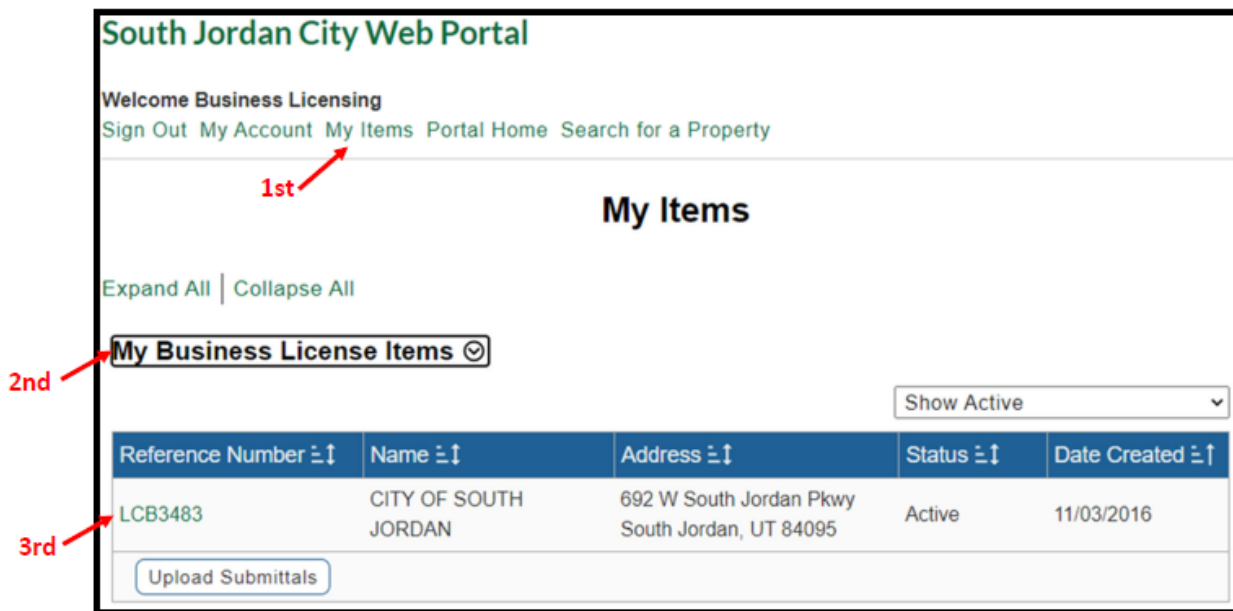 South Jordan City Web Portal
Welcome Business Licensing
Sign Out My Account My Items Portal Home Search for a Property
1st
My Items
Expand All | Collapse All
My Business License Items
2nd
Show Active
Reference Number Name Address Status Date Created
LCB3483 CITY OF SOUTH JORDAN 692 W South Jordan Pkwy South Jordan, UT 84095 Active 11/03/2016
3rd
Upload Submittals